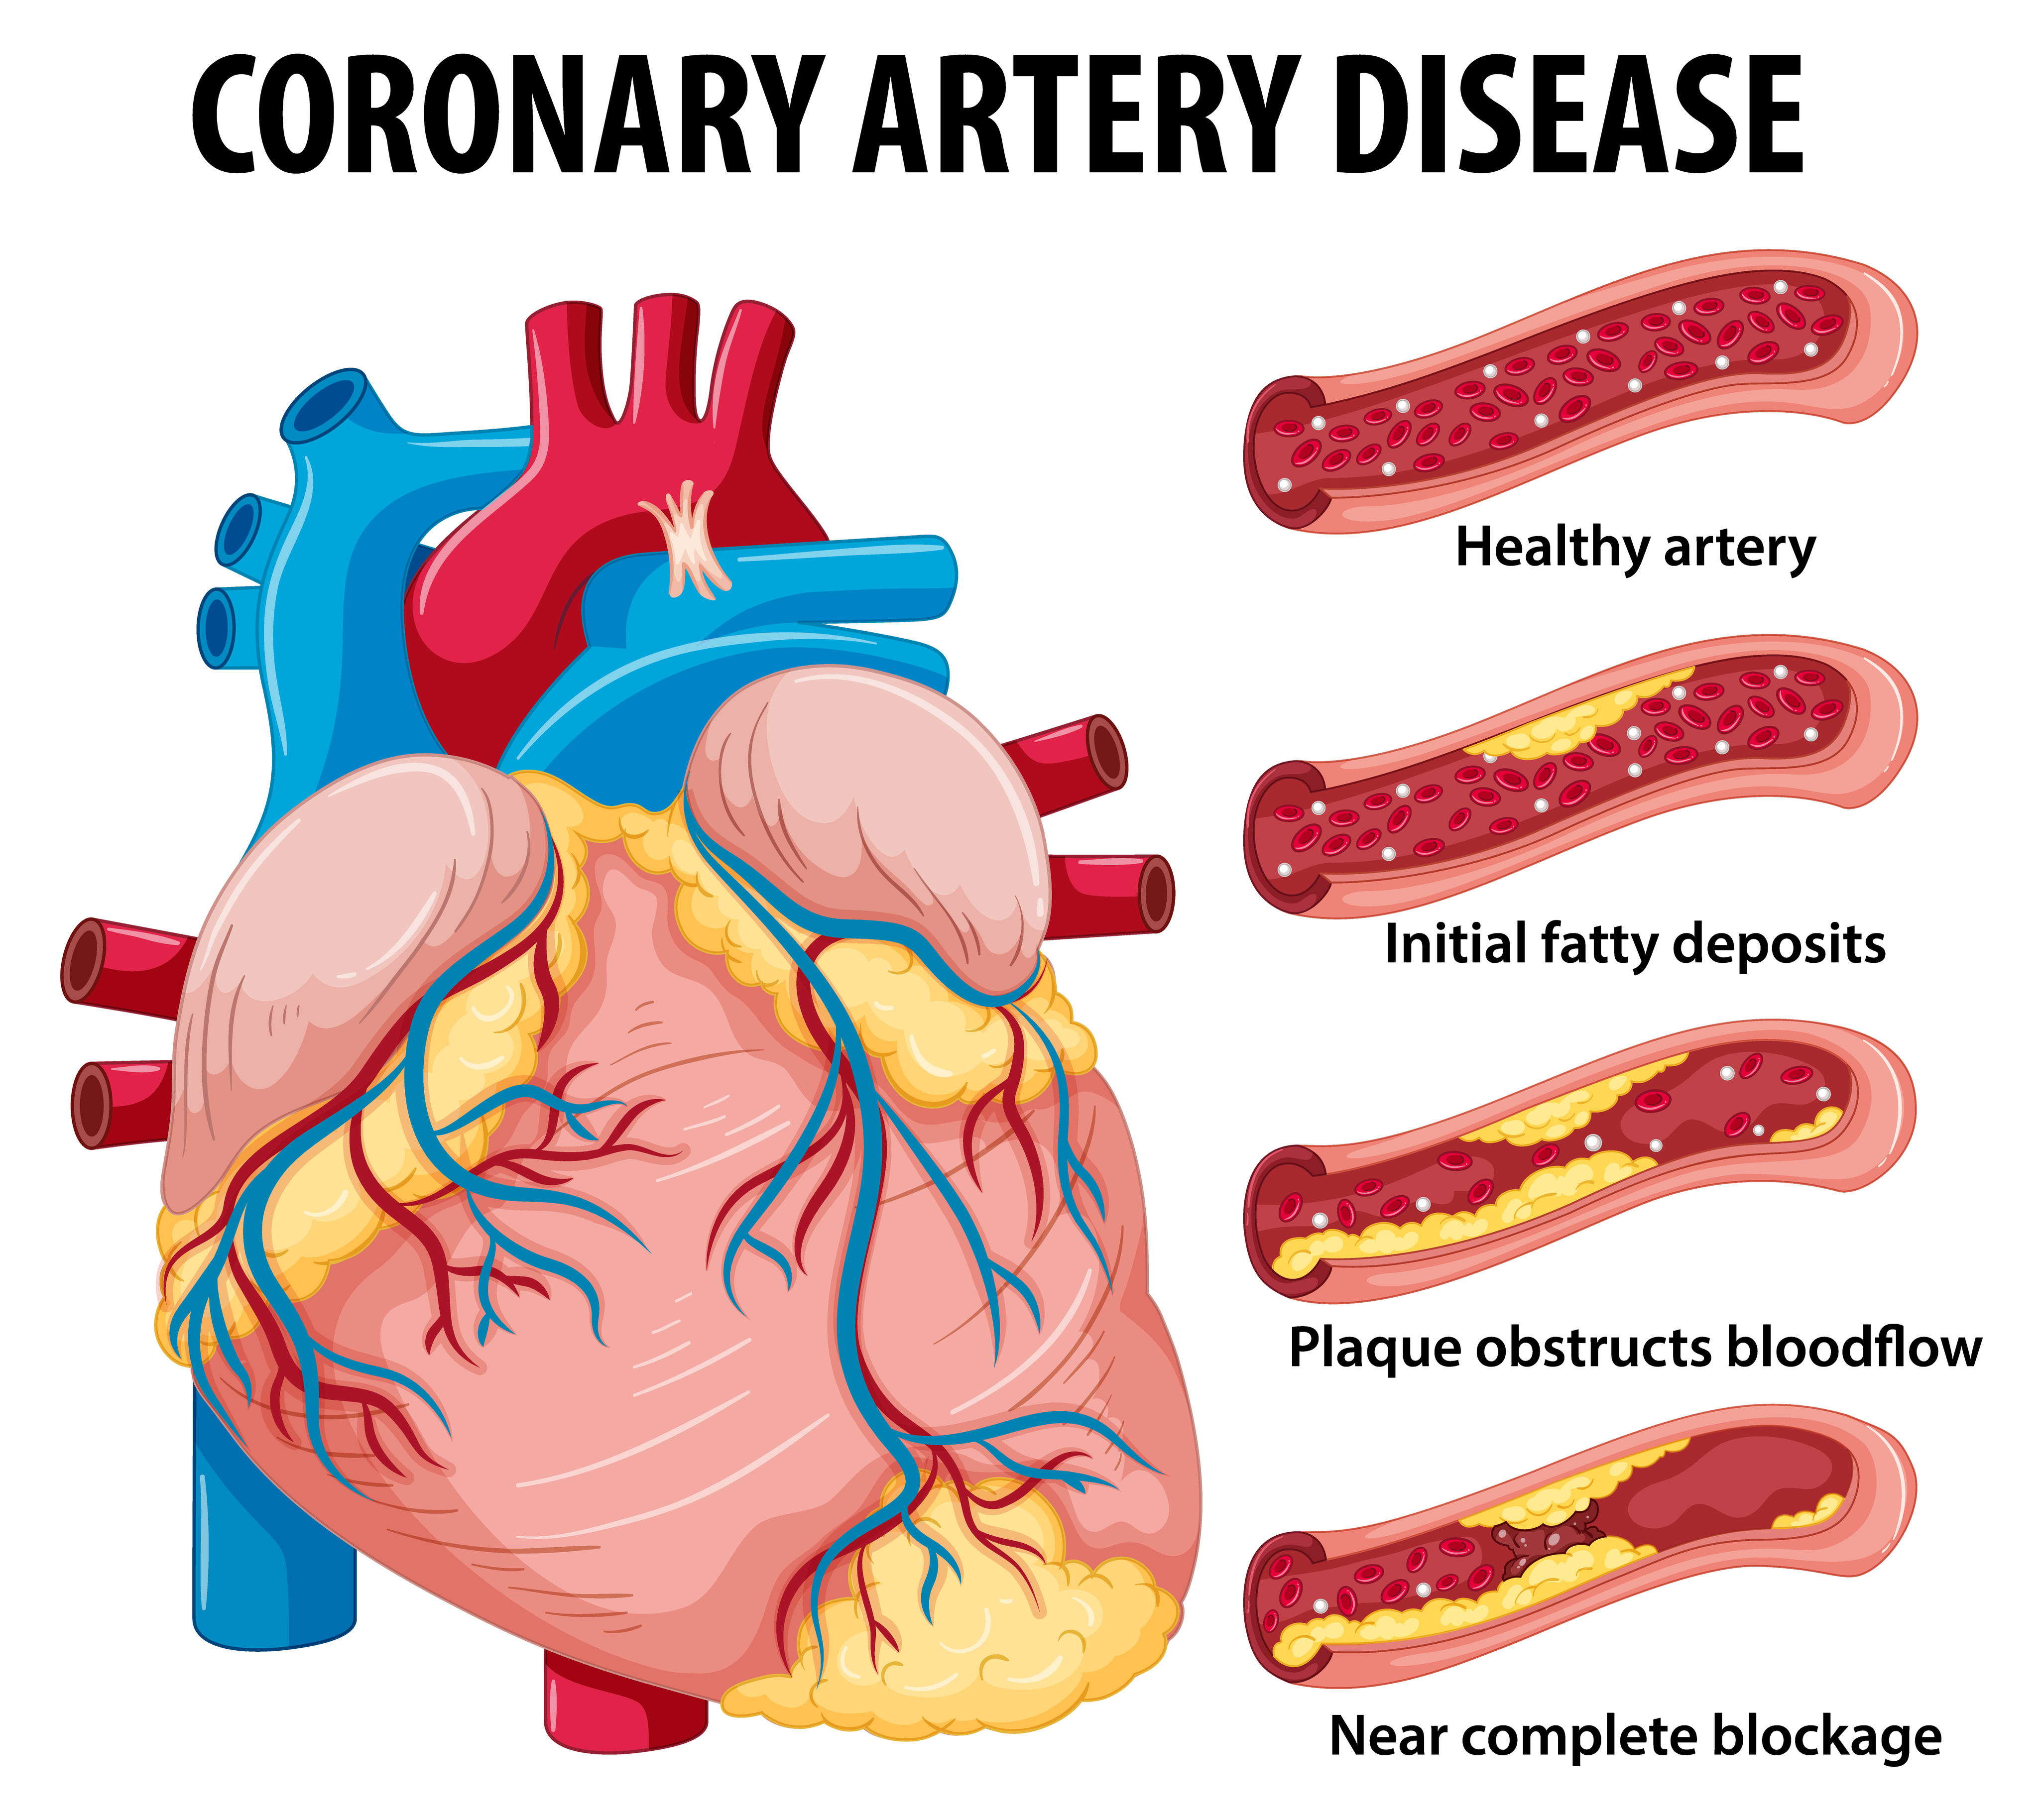 CORONARY ARTERY DISEASE
Healthy artery
Initial fatty deposits
Plaque obstructs bloodflow
Near complete blockage